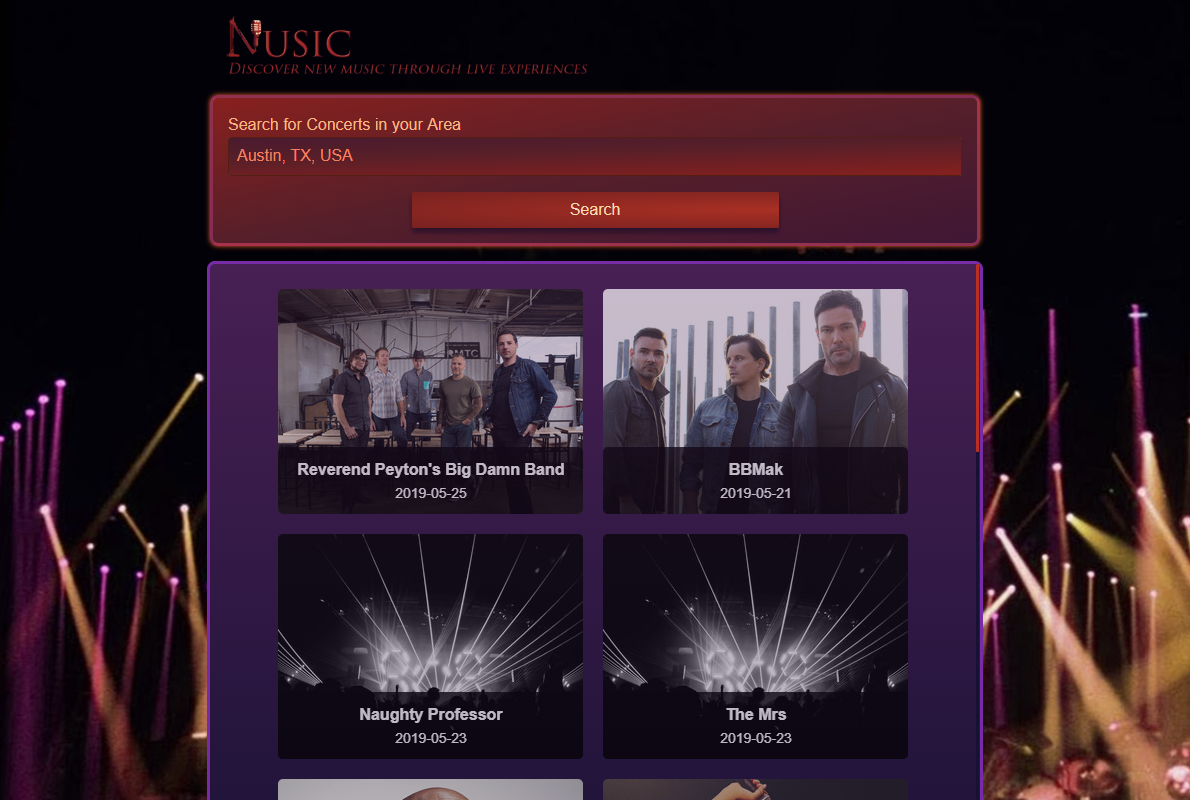 NUSIC
DISCOVER NEW MUSIC THROUGH LIVE EXPERIENCES
Search for Concerts in your Area
Austin, TX, USA
Search
Reverend Peyton's Big Damn Band
2019-05-25
BBMak
2019-05-21
Naughty Professor
2019-05-23
The Mrs
2019-05-23